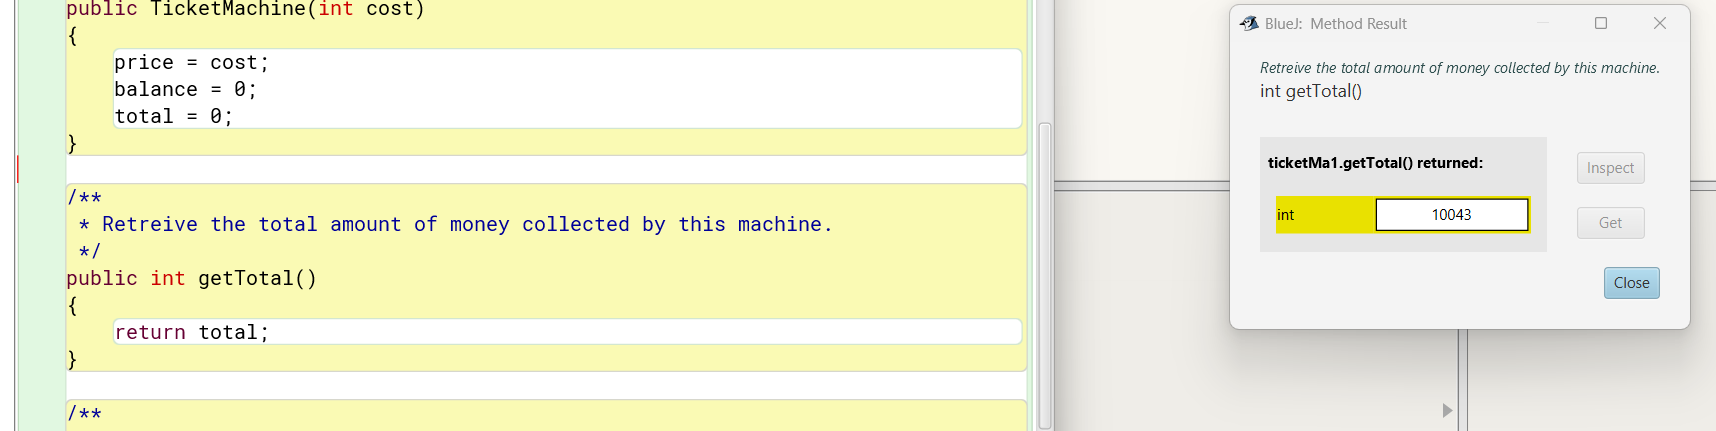 public TicketMachine(int cost)
{
price = cost;
balance = 0;
total = 0;
}
/**
* Retreive the total amount of money collected by this machine.
*/
public int getTotal()
{
return total;
}
/**
BlueJ: Method Result
Retreive the total amount of money collected by this machine.
int getTotal()
ticketMa1.getTotal() returned:
int 10043
Inspect
Get
Close